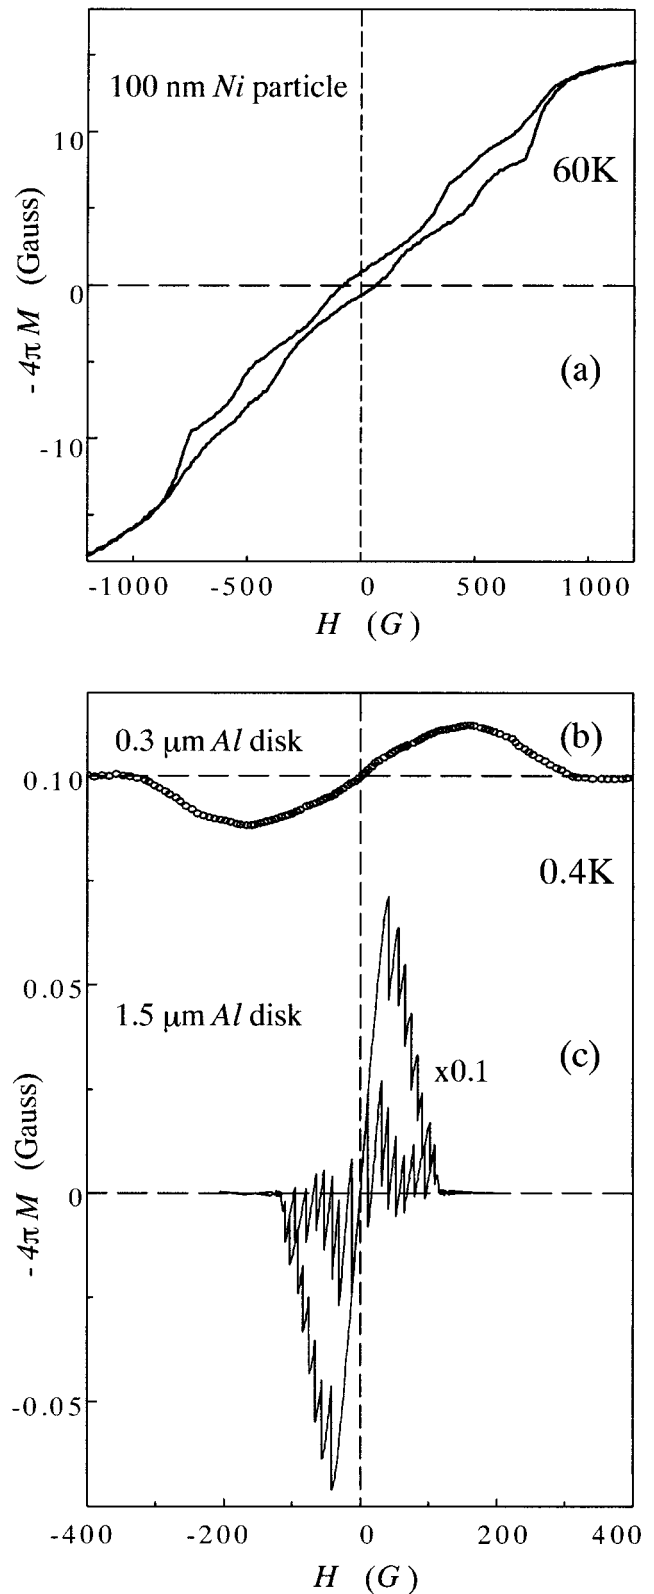 100 nm Ni particle
60K
10
0
-10
-4πM (Gauss)
(a)
-1000 -500 0 500 1000
H (G)
0.3 μm Al disk
(b)
0.10
0.4K
0.05
1.5 μm Al disk
(c)
x0.1
0
-0.05
-4πM (Gauss)
-400 -200 0 200 400
H (G)